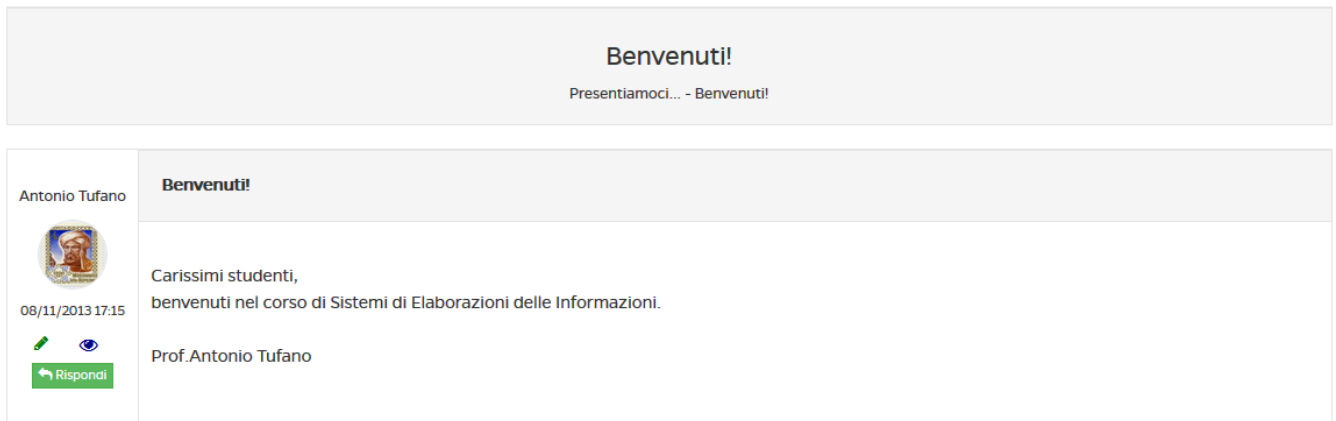 Benvenuti!
Presentiamoci... - Benvenuti!
Antonio Tufano
Benvenuti!
08/11/2013 17:15
Rispondi
Carissimi studenti,
benvenuti nel corso di Sistemi di Elaborazioni delle Informazioni.
Prof.Antonio Tufano